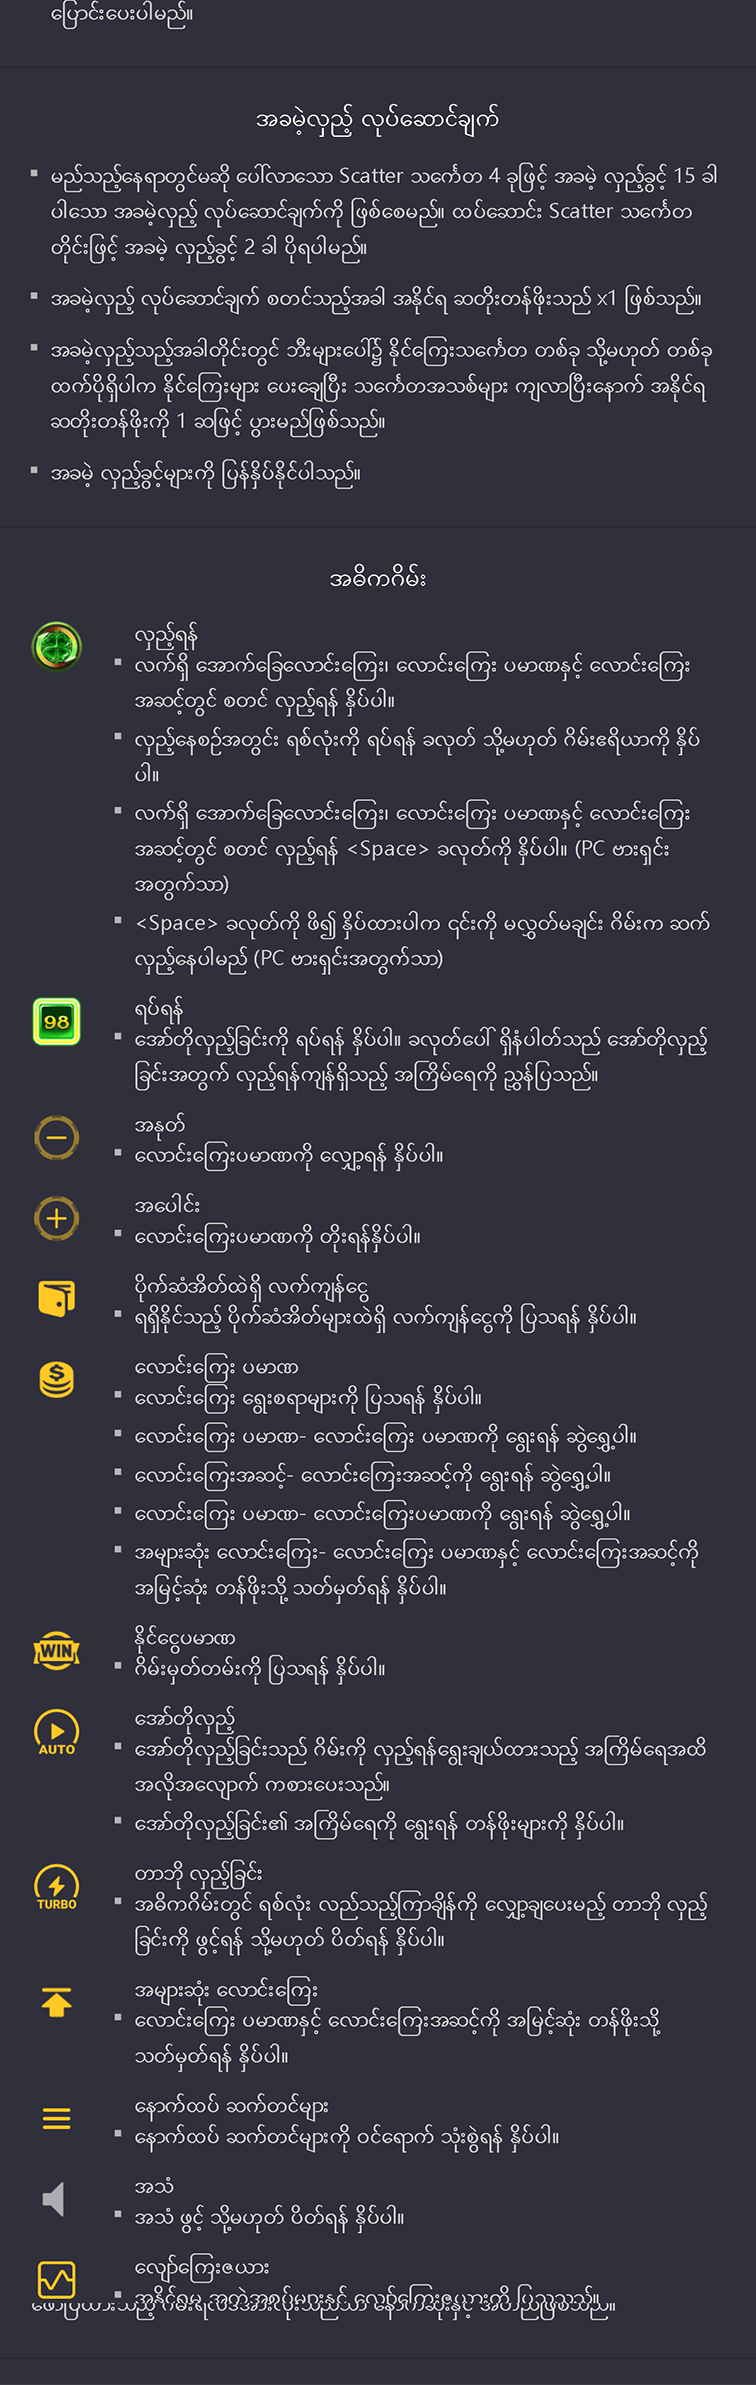 ပြောင်းပေးပါမည်။
အခမဲ့လှည့် လုပ်ဆောင်ချက်
▪ မည်သည့်နေရာတွင်မဆို ပေါ်လာသော Scatter သင်္ကေတ 4 ခုဖြင့် အခမဲ့ လှည့်ခွင့် 15 ခါ
ပါသော အခမဲ့လှည့် လုပ်ဆောင်ချက်ကို ဖြစ်စေမည်။ ထပ်ဆောင်း Scatter သင်္ကေတ
တိုင်းဖြင့် အခမဲ့ လှည့်ခွင့် 2 ခါ ပိုရပါမည်။
▪ အခမဲ့လှည့် လုပ်ဆောင်ချက် စတင်သည့်အခါ အနိုင်ရ ဆတိုးတန်ဖိုးသည် x1 ဖြစ်သည်။
▪ အခမဲ့လှည့်သည့်အခါတိုင်းတွင် ဘီးများပေါ်၌ နိုင်ကြေးသင်္ကေတ တစ်ခု သို့မဟုတ် တစ်ခု
ထက်ပိုရှိပါက နိုင်ကြေးများ ပေးချေပြီး သင်္ကေတအသစ်များ ကျလာပြီးနောက် အနိုင်ရ
ဆတိုးတန်ဖိုးကို 1 ဆဖြင့် ပွားမည်ဖြစ်သည်။
▪ အခမဲ့ လှည့်ခွင့်များကို ပြန်နှိပ်နိုင်ပါသည်။
အဓိကဂိမ်း
လှည့်ရန်
▪ လက်ရှိ အောက်ခြေလောင်းကြေး၊ လောင်းကြေး ပမာဏနှင့် လောင်းကြေး
အဆင့်တွင် စတင် လှည့်ရန် နှိပ်ပါ။
▪ လှည့်နေစဉ်အတွင်း ရစ်လုံးကို ရပ်ရန် ခလုတ် သို့မဟုတ် ဂိမ်းဧရိယာကို နှိပ်
ပါ။
▪ လက်ရှိ အောက်ခြေလောင်းကြေး၊ လောင်းကြေး ပမာဏနှင့် လောင်းကြေး
အဆင့်တွင် စတင် လှည့်ရန် <Space> ခလုတ်ကို နှိပ်ပါ။ (PC ဗားရှင်း
အတွက်သာ)
▪ <Space> ခလုတ်ကို ဖိ၍ နှိပ်ထားပါက ၎င်းကို မလွှတ်မချင်း ဂိမ်းက ဆက်
လှည့်နေပါမည် (PC ဗားရှင်းအတွက်သာ)
98
ရပ်ရန်
▪ အော်တိုလှည့်ခြင်းကို ရပ်ရန် နှိပ်ပါ။ ခလုတ်ပေါ် ရှိနံပါတ်သည် အော်တိုလှည့်
ခြင်းအတွက် လှည့်ရန်ကျန်ရှိသည့် အကြိမ်ရေကို ညွှန်ပြသည်။
အနုတ်
▪ လောင်းကြေးပမာဏကို လျှော့ရန် နှိပ်ပါ။
အပေါင်း
▪ လောင်းကြေးပမာဏကို တိုးရန်နှိပ်ပါ။
ပိုက်ဆံအိတ်ထဲရှိ လက်ကျန်ငွေ
▪ ရရှိနိုင်သည့် ပိုက်ဆံအိတ်များထဲရှိ လက်ကျန်ငွေကို ပြသရန် နှိပ်ပါ။
လောင်းကြေး ပမာဏ
▪ လောင်းကြေး ရွေးစရာများကို ပြသရန် နှိပ်ပါ။
▪ လောင်းကြေး ပမာဏ- လောင်းကြေး ပမာဏကို ရွေးရန် ဆွဲရွှေ့ပါ။
▪ လောင်းကြေးအဆင့်- လောင်းကြေးအဆင့်ကို ရွေးရန် ဆွဲရွှေ့ပါ။
▪ လောင်းကြေး ပမာဏ- လောင်းကြေးပမာဏကို ရွေးရန် ဆွဲရွှေ့ပါ။
▪ အများဆုံး လောင်းကြေး- လောင်းကြေး ပမာဏနှင့် လောင်းကြေးအဆင့်ကို
အမြင့်ဆုံး တန်ဖိုးသို့ သတ်မှတ်ရန် နှိပ်ပါ။
WIN
နိုင်ငွေပမာဏ
▪ ဂိမ်းမှတ်တမ်းကို ပြသရန် နှိပ်ပါ။
AUTO
အော်တိုလှည့်
▪ အော်တိုလှည့်ခြင်းသည် ဂိမ်းကို လှည့်ရန်ရွေးချယ်ထားသည့် အကြိမ်ရေအထိ
အလိုအလျောက် ကစားပေးသည်။
▪ အော်တိုလှည့်ခြင်း၏ အကြိမ်ရေကို ရွေးရန် တန်ဖိုးများကို နှိပ်ပါ။
TURBO
တာဘို လှည့်ခြင်း
▪ အဓိကဂိမ်းတွင် ရစ်လုံး လည်သည့်ကြာချိန်ကို လျှော့ချပေးမည့် တာဘို လှည့်
ခြင်းကို ဖွင့်ရန် သို့မဟုတ် ပိတ်ရန် နှိပ်ပါ။
အများဆုံး လောင်းကြေး
▪ လောင်းကြေး ပမာဏနှင့် လောင်းကြေးအဆင့်ကို အမြင့်ဆုံး တန်ဖိုးသို့
သတ်မှတ်ရန် နှိပ်ပါ။
နောက်ထပ် ဆက်တင်များ
▪ နောက်ထပ် ဆက်တင်များကို ဝင်ရောက် သုံးစွဲရန် နှိပ်ပါ။
အသံ
▪ အသံ ဖွင့် သို့မဟုတ် ပိတ်ရန် နှိပ်ပါ။
လျော်ကြေးဇယား